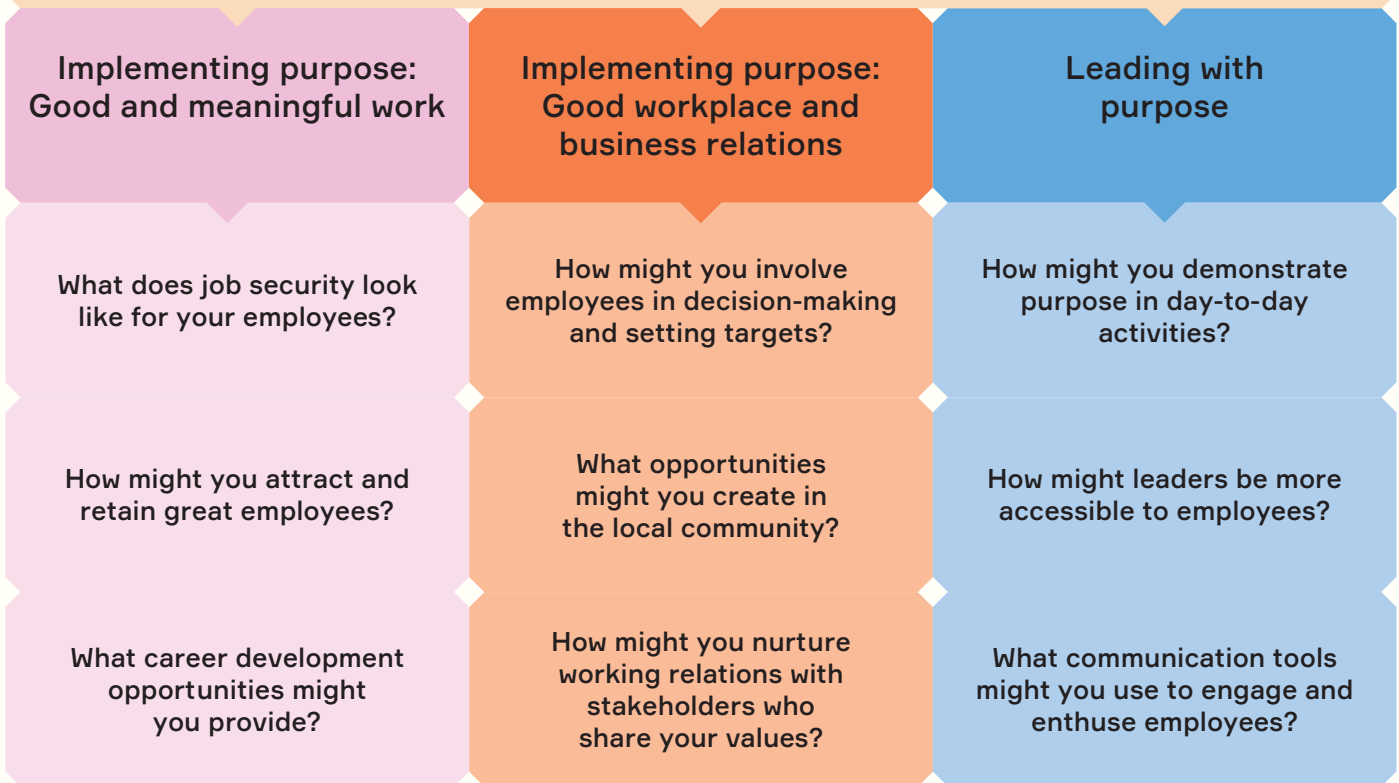 Implementing purpose:
Good and meaningful work
Implementing purpose:
Good workplace and
business relations
Leading with
purpose
What does job security look
like for your employees?
How might you involve
employees in decision-making
and setting targets?
How might you demonstrate
purpose in day-to-day
activities?
How might you attract and
retain great employees?
What opportunities
might you create in
the local community?
How might leaders be more
accessible to employees?
What career development
opportunities might
you provide?
How might you nurture
working relations with
stakeholders who
share your values?
What communication tools
might you use to engage and
enthuse employees?